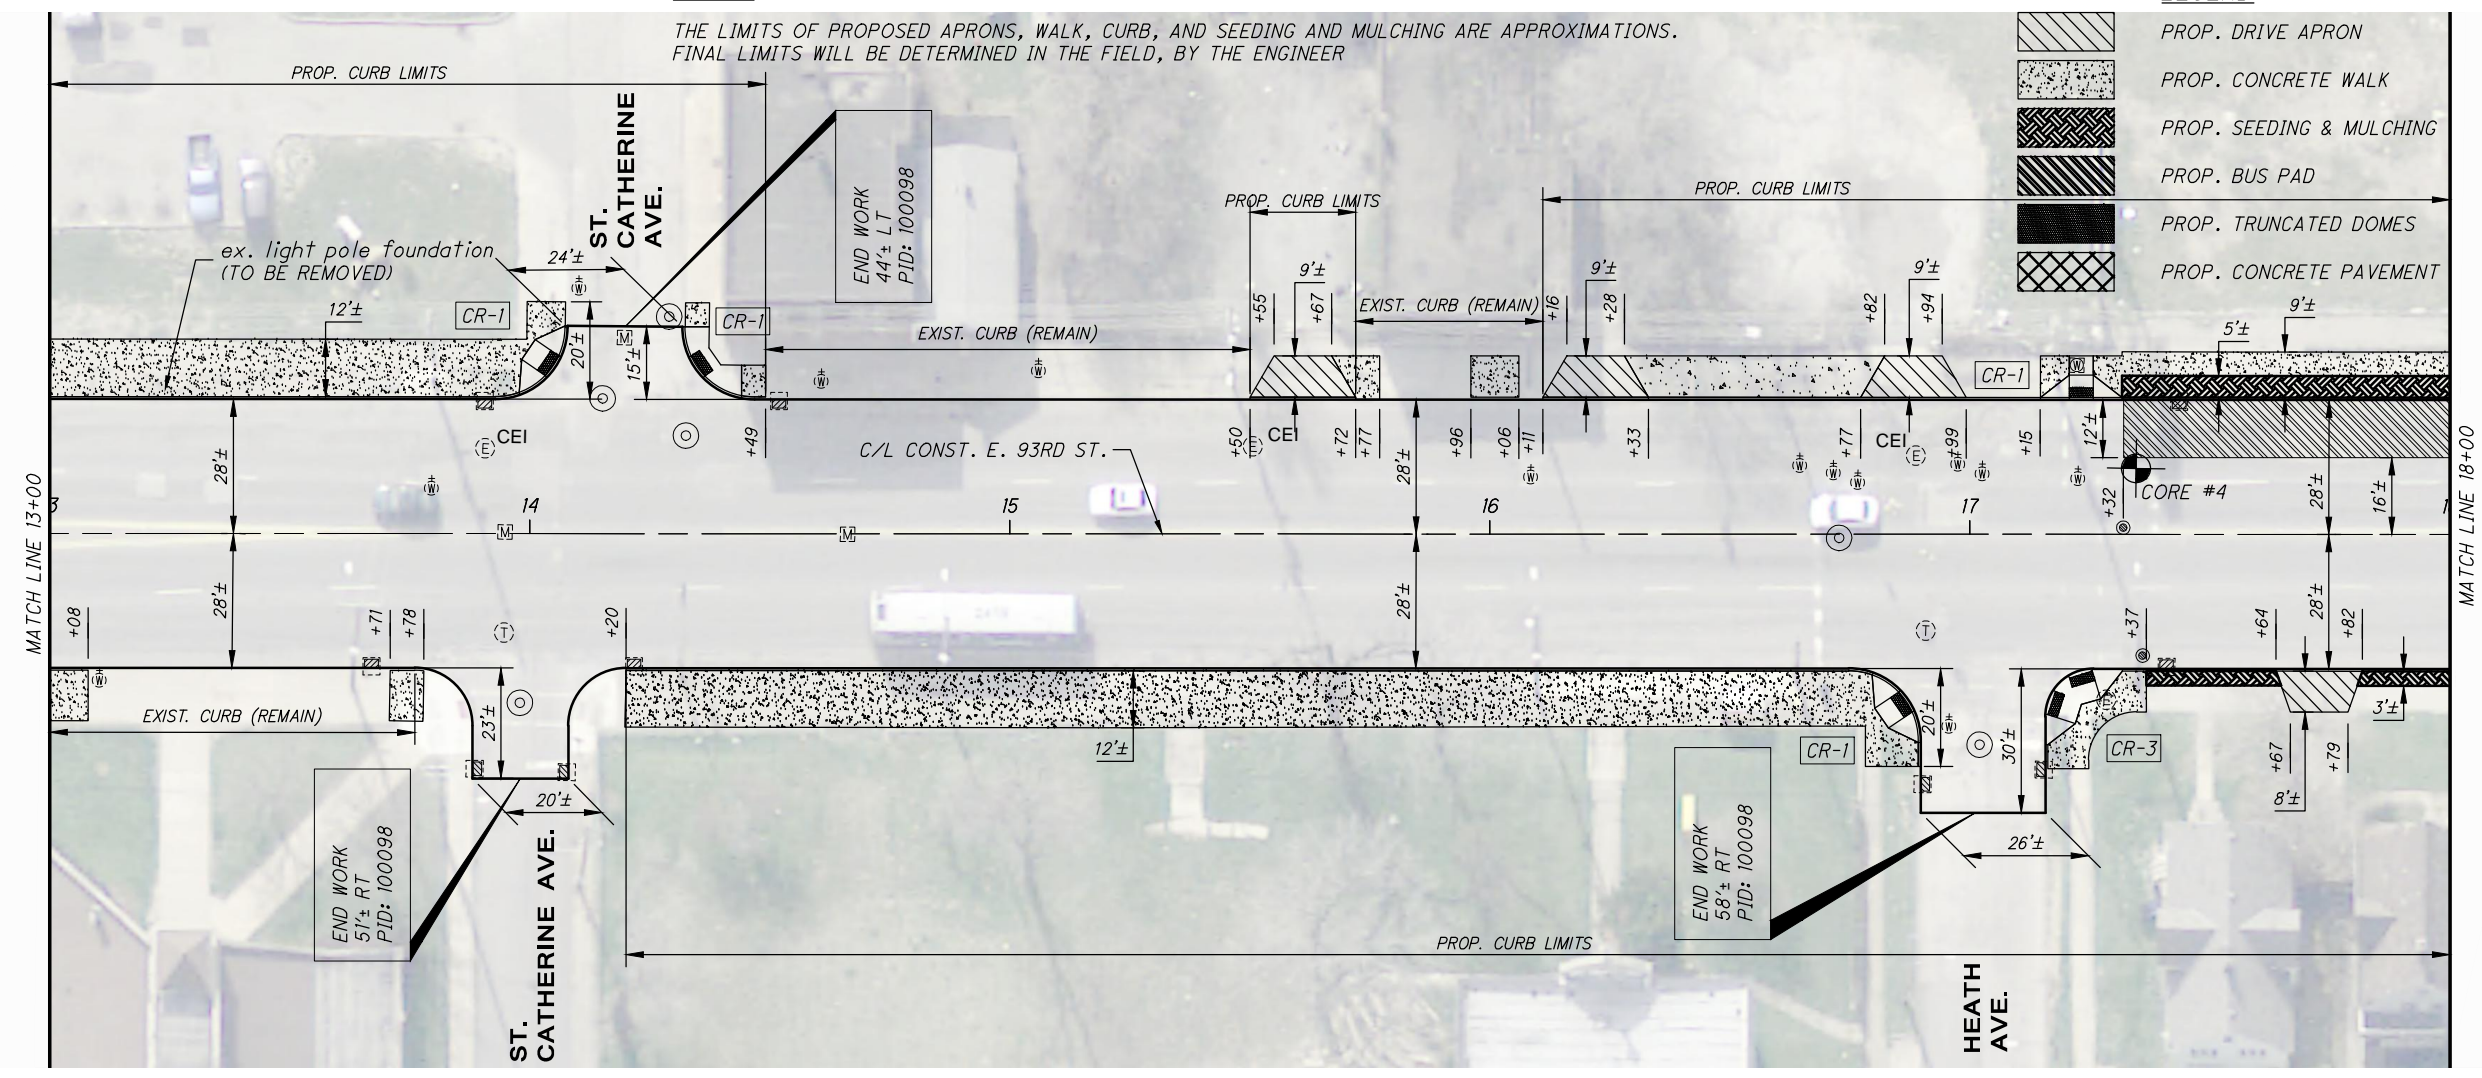 THE LIMITS OF PROPOSED APRONS, WALK, CURB, AND SEEDING AND MULCHING ARE APPROXIMATIONS.
FINAL LIMITS WILL BE DETERMINED IN THE FIELD, BY THE ENGINEER
PROP. DRIVE APRON
PROP. CONCRETE WALK
PROP. SEEDING & MULCHING
PROP. BUS PAD
PROP. TRUNCATED DOMES
PROP. CONCRETE PAVEMENT
PROP. CURB LIMITS
ST.
CATHERINE
AVE.
END WORK
44'± LT
PID: 100098
PROP. CURB LIMITS
PROP. CURB LIMITS
ex. light pole foundation
(TO BE REMOVED)
24'±
12'±
CR-1
20'±
15'±
CR-1
EXIST. CURB (REMAIN)
+55
9'±
+67
EXIST. CURB (REMAIN)
+16
9'±
+28
+82
9'±
+94
CR-1
5'±
9'±
W
W
W
W
M
28'±
E
CEI
+49
C/L CONST. E. 93RD ST.
+50
E
CEI
+72
+77
28'±
+96
+06
+11
+33
+77
CEI
E
+99
+15
12'±
+32
CORE #4
28'±
16'±
W
W
W
W
W
W
W
W
MATCH LINE 13+00
3
14
15
16
17
1
MATCH LINE 18+00
M
M
28'±
28'±
28'±
+08
+71
+78
T
+20
T
+37
+64
+82
W
EXIST. CURB (REMAIN)
23'±
12'±
CR-1
20'±
W
30'±
E
CR-3
+67
8'±
+79
3'±
20'±
26'±
END WORK
51'± RT
PID: 100098
END WORK
58'± RT
PID: 100098
PROP. CURB LIMITS
ST.
CATHERINE AVE.
HEATH
AVE.